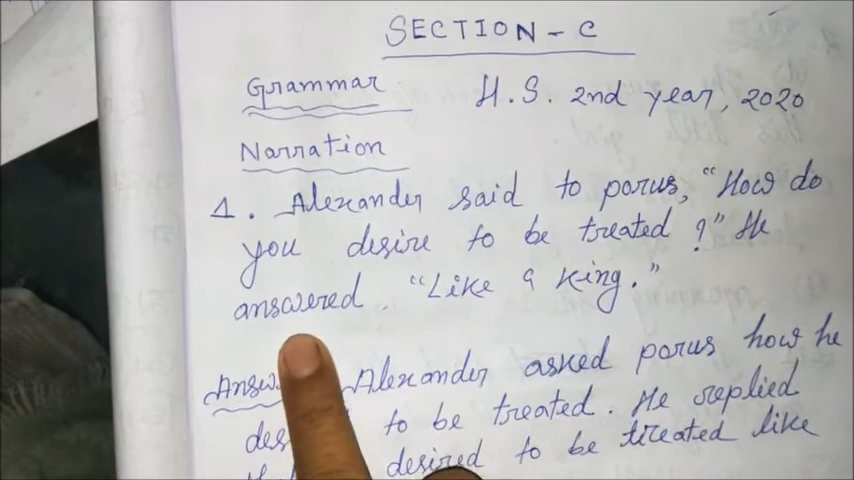 SECTION - C
Grammar H.S. 2nd year, 2020
Narration
1. Alexander said to porus, "How do
you desire to be treated ?" He
answered. "Like a king."
Alexander asked porus how he
to be treated. He replied
desired to be treated like